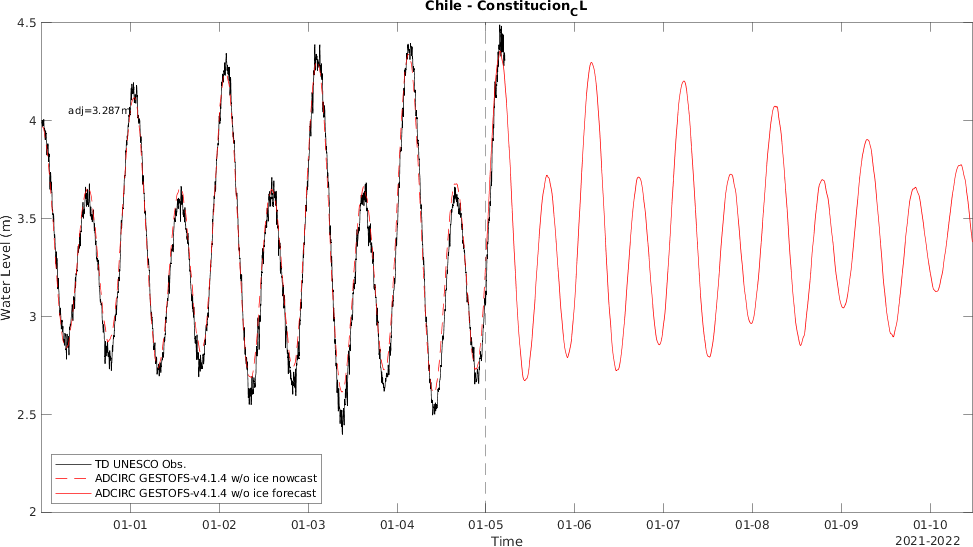 Chile - Constitucion_CL
4.5
4
3.5
3
2.5
2
Water Level (m)
adj=3.287m
TD UNESCO Obs.
ADCIRC GESTOFS-v4.1.4 w/o ice nowcast
ADCIRC GESTOFS-v4.1.4 w/o ice forecast
01-01 01-02 01-03 01-04 01-05 01-06 01-07 01-08 01-09 01-10
Time
2021-2022